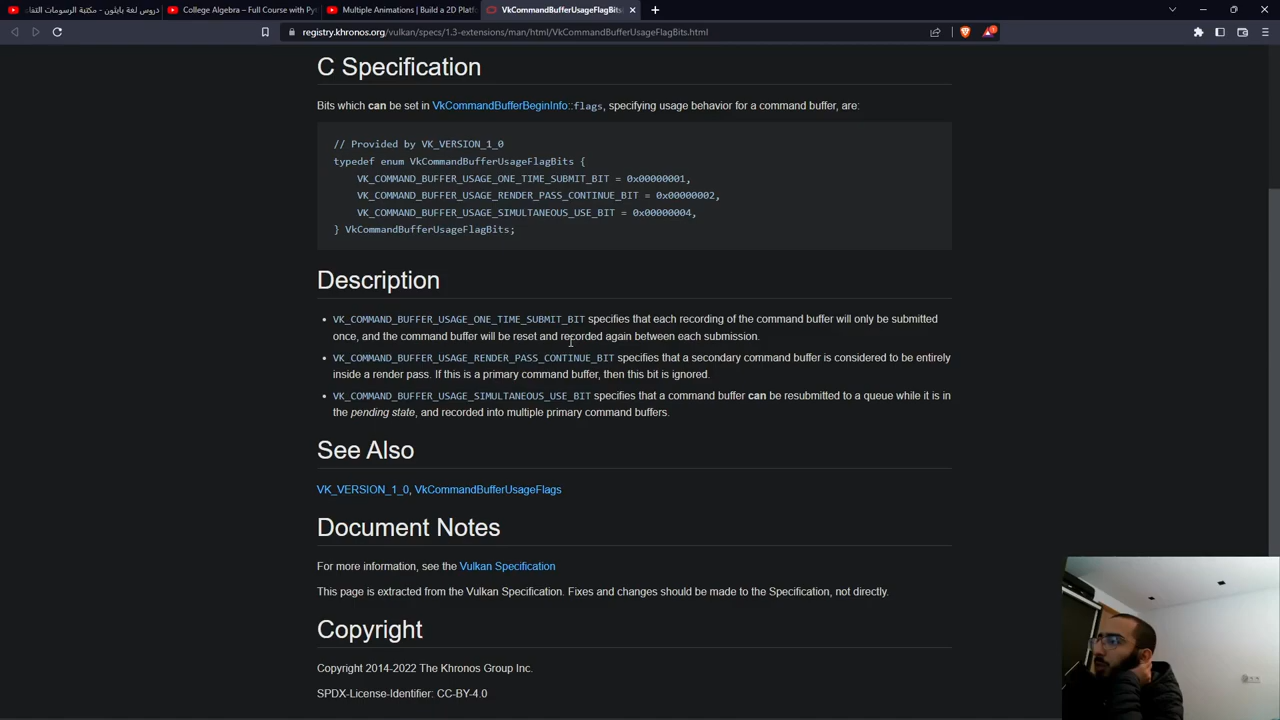 دروس لغة بايثون - مكتبة الرسومات التفا
College Algebra – Full Course with Pyt
Multiple Animations | Build a 2D Platf
VkCommandBufferUsageFlagBits
registry.khronos.org/vulkan/specs/1.3-extensions/man/html/VkCommandBufferUsageFlagBits.html
C Specification
Bits which can be set in VkCommandBufferBeginInfo::flags, specifying usage behavior for a command buffer, are:
// Provided by VK_VERSION_1_0
typedef enum VkCommandBufferUsageFlagBits {
VK_COMMAND_BUFFER_USAGE_ONE_TIME_SUBMIT_BIT = 0x00000001,
VK_COMMAND_BUFFER_USAGE_RENDER_PASS_CONTINUE_BIT = 0x00000002,
VK_COMMAND_BUFFER_USAGE_SIMULTANEOUS_USE_BIT = 0x00000004,
} VkCommandBufferUsageFlagBits;
Description
• VK_COMMAND_BUFFER_USAGE_ONE_TIME_SUBMIT_BIT specifies that each recording of the command buffer will only be submitted
once, and the command buffer will be reset and recorded again between each submission.
• VK_COMMAND_BUFFER_USAGE_RENDER_PASS_CONTINUE_BIT specifies that a secondary command buffer is considered to be entirely
inside a render pass. If this is a primary command buffer, then this bit is ignored.
• VK_COMMAND_BUFFER_USAGE_SIMULTANEOUS_USE_BIT specifies that a command buffer can be resubmitted to a queue while it is in
the pending state, and recorded into multiple primary command buffers.
See Also
VK_VERSION_1_0, VkCommandBufferUsageFlags
Document Notes
For more information, see the Vulkan Specification
This page is extracted from the Vulkan Specification. Fixes and changes should be made to the Specification, not directly.
Copyright
Copyright 2014-2022 The Khronos Group Inc.
SPDX-License-Identifier: CC-BY-4.0